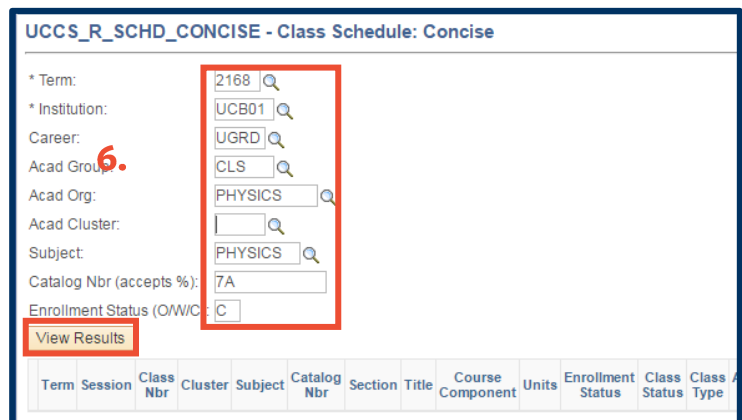 UCCS_R_SCHD_CONCISE - Class Schedule: Concise
* Term: 2168
* Institution: UCB01
Career: UGRD
6.
Acad Group: CLS
Acad Org: PHYSICS
Acad Cluster:
Subject: PHYSICS
Catalog Nbr (accepts %): 7A
Enrollment Status (O/W/C): C
View Results
Term Session Class Nbr Cluster Subject Catalog Nbr Section Title Course Component Units Enrollment Status Class Status Class Type